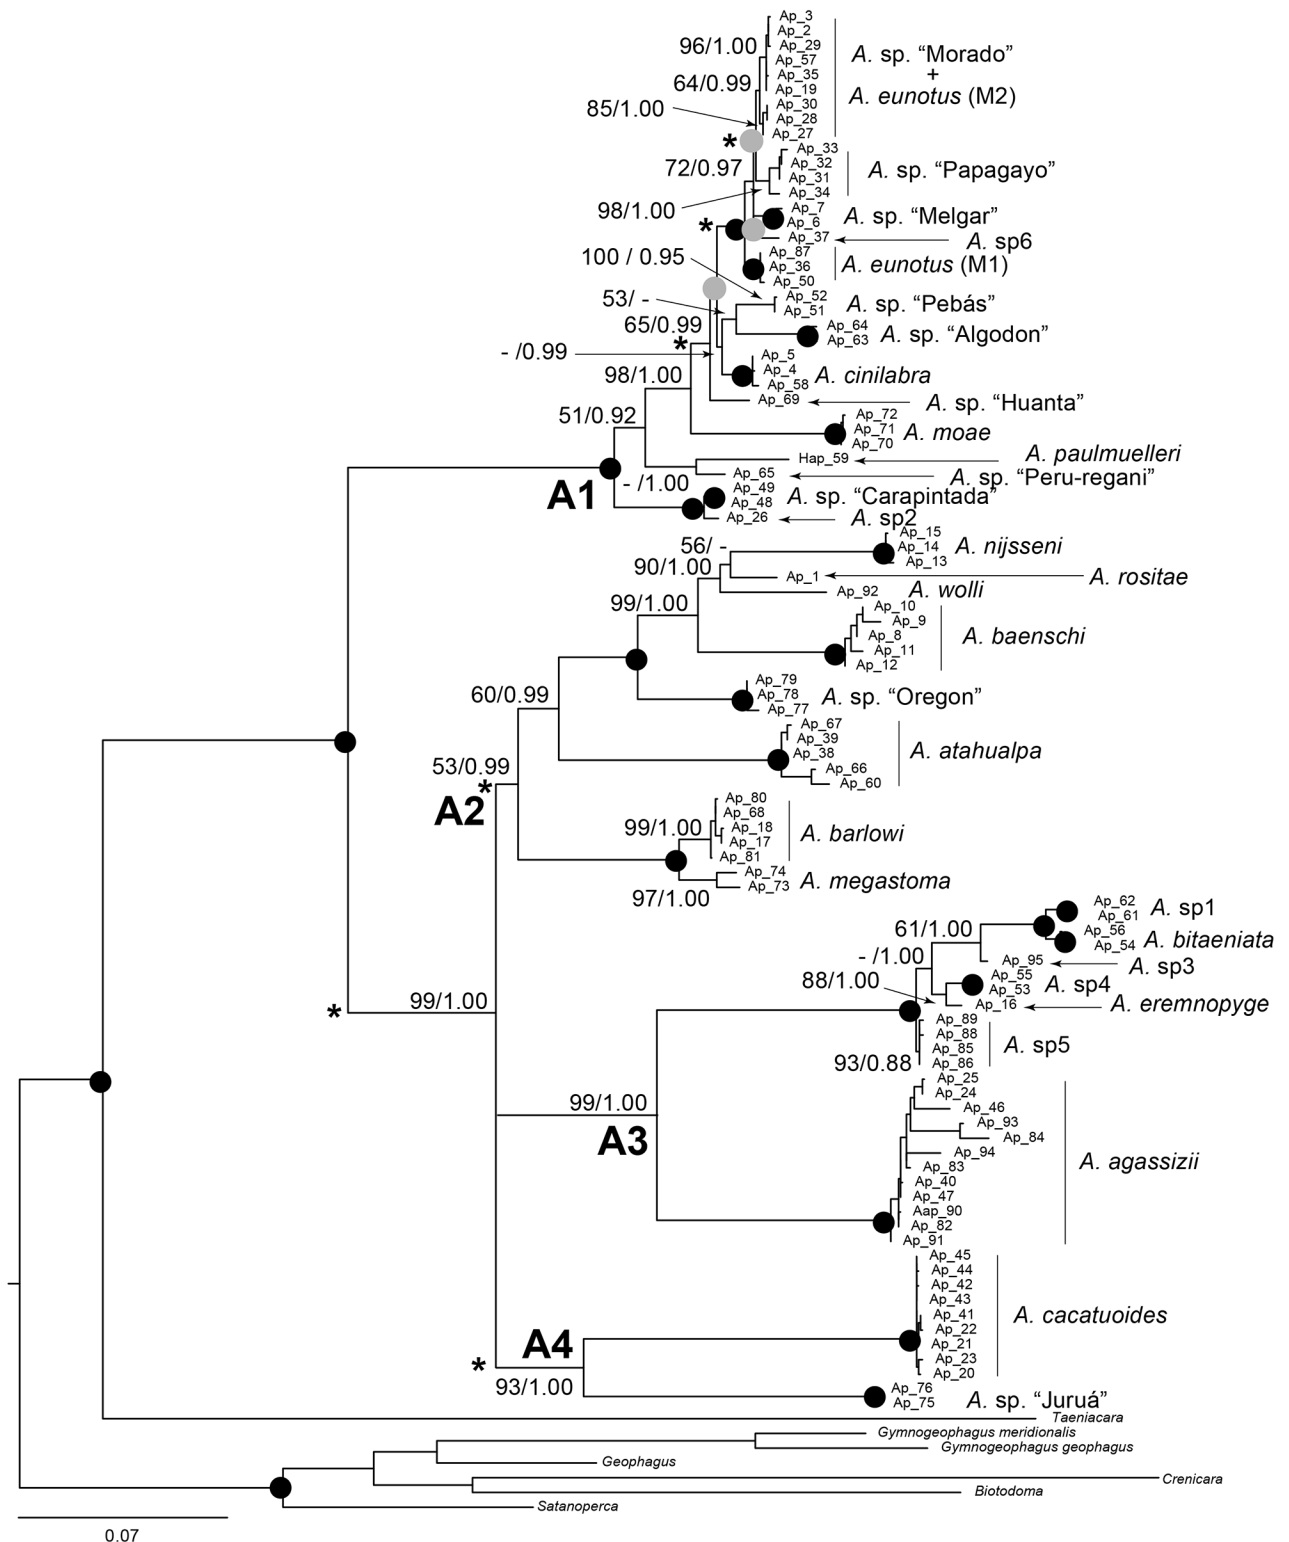 Ap_3
Ap_2
96/1.00
Ap_29
A. sp. “Morado”
Ap_57
+
Ap_35
64/0.99
Ap_19
A. eunotus (M2)
Ap_30
85/1.00
Ap_28
Ap_27
*
Ap_33
Ap_32
72/0.97
A. sp. “Papagayo”
Ap_31
Ap_34
98/1.00
Ap_7
A. sp. “Melgar”
Ap_6
*
Ap_37
A. sp6
Ap_87
100 / 0.95
Ap_36
A. eunotus (M1)
Ap_50
Ap_52
53/ -
A. sp. “Pebás”
Ap_51
65/0.99
Ap_64
A. sp. “Algodon”
Ap_63
*
- /0.99
Ap_5
Ap_4
98/1.00
A. cinilabra
Ap_58
Ap_69
A. sp. “Huanta”
51/0.92
Ap_72
Ap_71
A. moae
Ap_70
Hap_59
A. paulmuelleri
Ap_65
A. sp. “Peru-regani”
- /1.00
Ap_49
A1
A. sp. “Carapintada”
Ap_48
Ap_26
A. sp2
Ap_15
56/ -
Ap_14
A. nijsseni
Ap_13
90/1.00
Ap_1
A. rositae
Ap_92
A. wolli
99/1.00
Ap_10
Ap_9
Ap_8
A. baenschi
Ap_11
Ap_12
Ap_79
60/0.99
Ap_78
A. sp. “Oregon”
Ap_77
Ap_67
Ap_39
Ap_38
A. atahualpa
53/0.99
Ap_66
*
Ap_60
A2
Ap_80
Ap_68
99/1.00
Ap_18
A. barlowi
Ap_17
Ap_81
Ap_74
A. megastoma
Ap_73
97/1.00
Ap_62
A. sp1
Ap_61
61/1.00
Ap_56
A. bitaeniata
Ap_54
- /1.00
Ap_95
A. sp3
88/1.00
Ap_55
A. sp4
Ap_53
99/1.00
Ap_16
A. eremnopyge
*
Ap_89
Ap_88
A. sp5
Ap_85
93/0.88
Ap_86
Ap_25
Ap_24
99/1.00
Ap_46
Ap_93
A3
Ap_84
Ap_94
A. agassizii
Ap_83
Ap_40
Ap_47
Aap_90
Ap_82
Ap_91
Ap_45
Ap_44
Ap_42
Ap_43
Ap_41
A. cacatuoides
Ap_22
A4
Ap_21
Ap_23
*
Ap_20
93/1.00
Ap_76
Ap_75
A. sp. “Juruá”
Taeniacara
Gymnogeophagus meridionalis
Gymnogeophagus geophagus
Geophagus
Crenicara
Biotodoma
Satanoperca
0.07